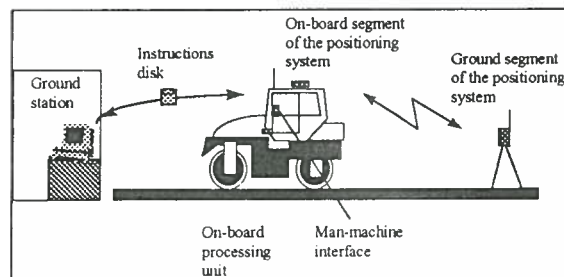 On-board segment
of the positioning
system
Instructions
disk
Ground segment
of the positioning
system
Ground
station
On-board
processing
unit
Man-machine
interface